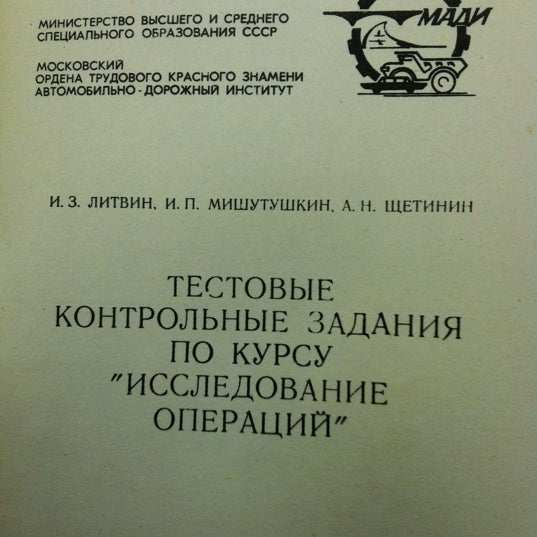 МИНИСТЕРСТВО ВЫСШЕГО И СРЕДНЕГО
СПЕЦИАЛЬНОГО ОБРАЗОВАНИЯ СССР
МАДИ
МОСКОВСКИЙ
ОРДЕНА ТРУДОВОГО КРАСНОГО ЗНАМЕНИ
АВТОМОБИЛЬНО-ДОРОЖНЫЙ ИНСТИТУТ
И. З. ЛИТВИН, И. П. МИШУТУШКИН, А. Н. ЩЕТИНИН
ТЕСТОВЫЕ
КОНТРОЛЬНЫЕ ЗАДАНИЯ
ПО КУРСУ
"ИССЛЕДОВАНИЕ
ОПЕРАЦИЙ"